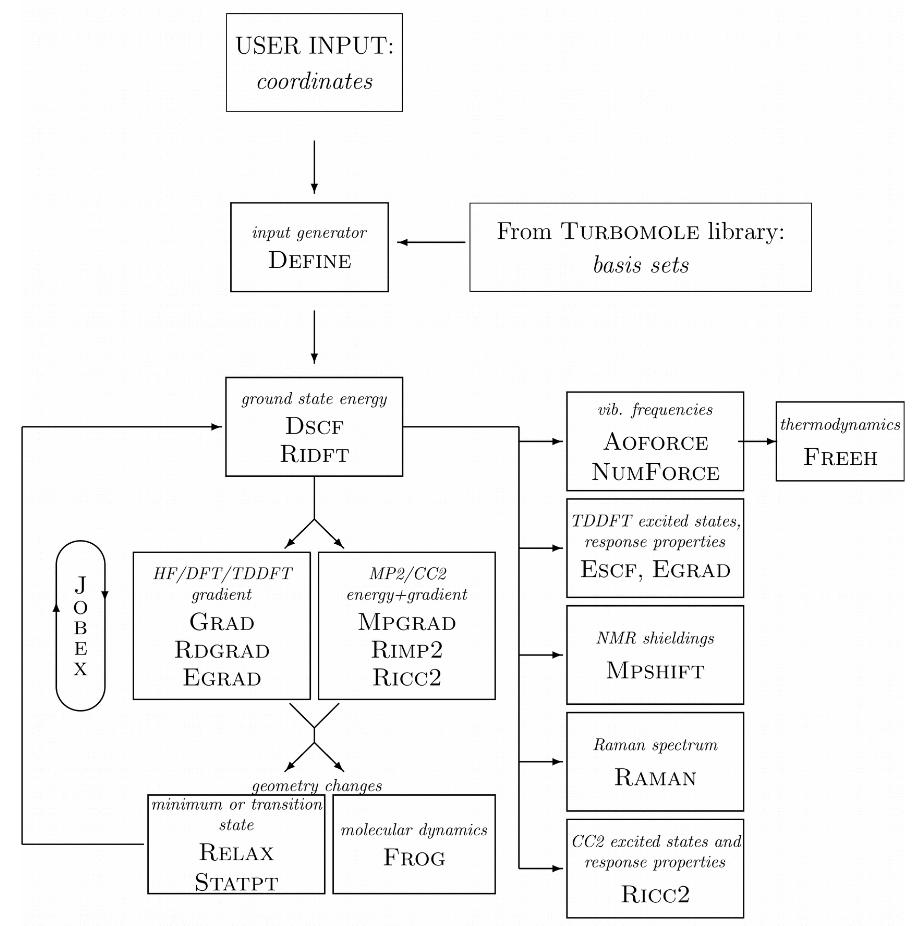 USER INPUT:
coordinates
input generator
DEFINE
From TURBOMOLE library:
basis sets
ground state energy
DSCF
RIDFT
vib. frequencies
AOFORCE
NUMFORCE
thermodynamics
FREEH
TDDFT excited states,
response properties
ESCF, EGRAD
JOBEX
HF/DFT/TDDFT
gradient
GRAD
RDGRAD
EGRAD
MP2/CC2
energy+gradient
MPGRAD
RIMP2
RICC2
NMR shieldings
MPSHIFT
Raman spectrum
RAMAN
geometry changes
minimum or transition
state
RELAX
STATPT
molecular dynamics
FROG
CC2 excited states and
response properties
RICC2